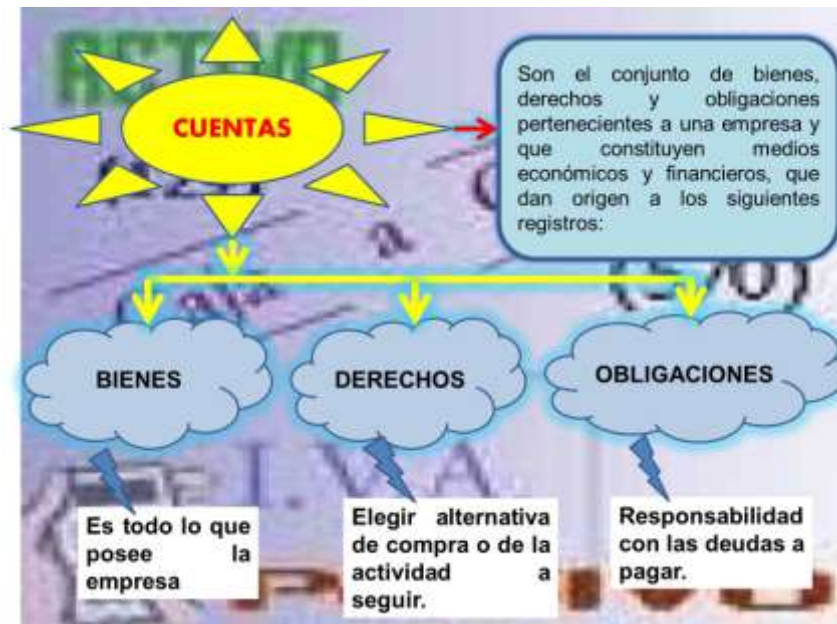 ACTIVO
CUENTAS
Son el conjunto de bienes,
derechos y obligaciones
pertenecientes a una empresa y
que constituyen medios
económicos y financieros, que
dan origen a los siguientes
registros:
a
BIENES
DERECHOS
OBLIGACIONES
I.V.A
Es todo lo que
posee la
empresa
Elegir alternativa
de compra o de la
actividad a
seguir.
Responsabilidad
con las deudas a
pagar.